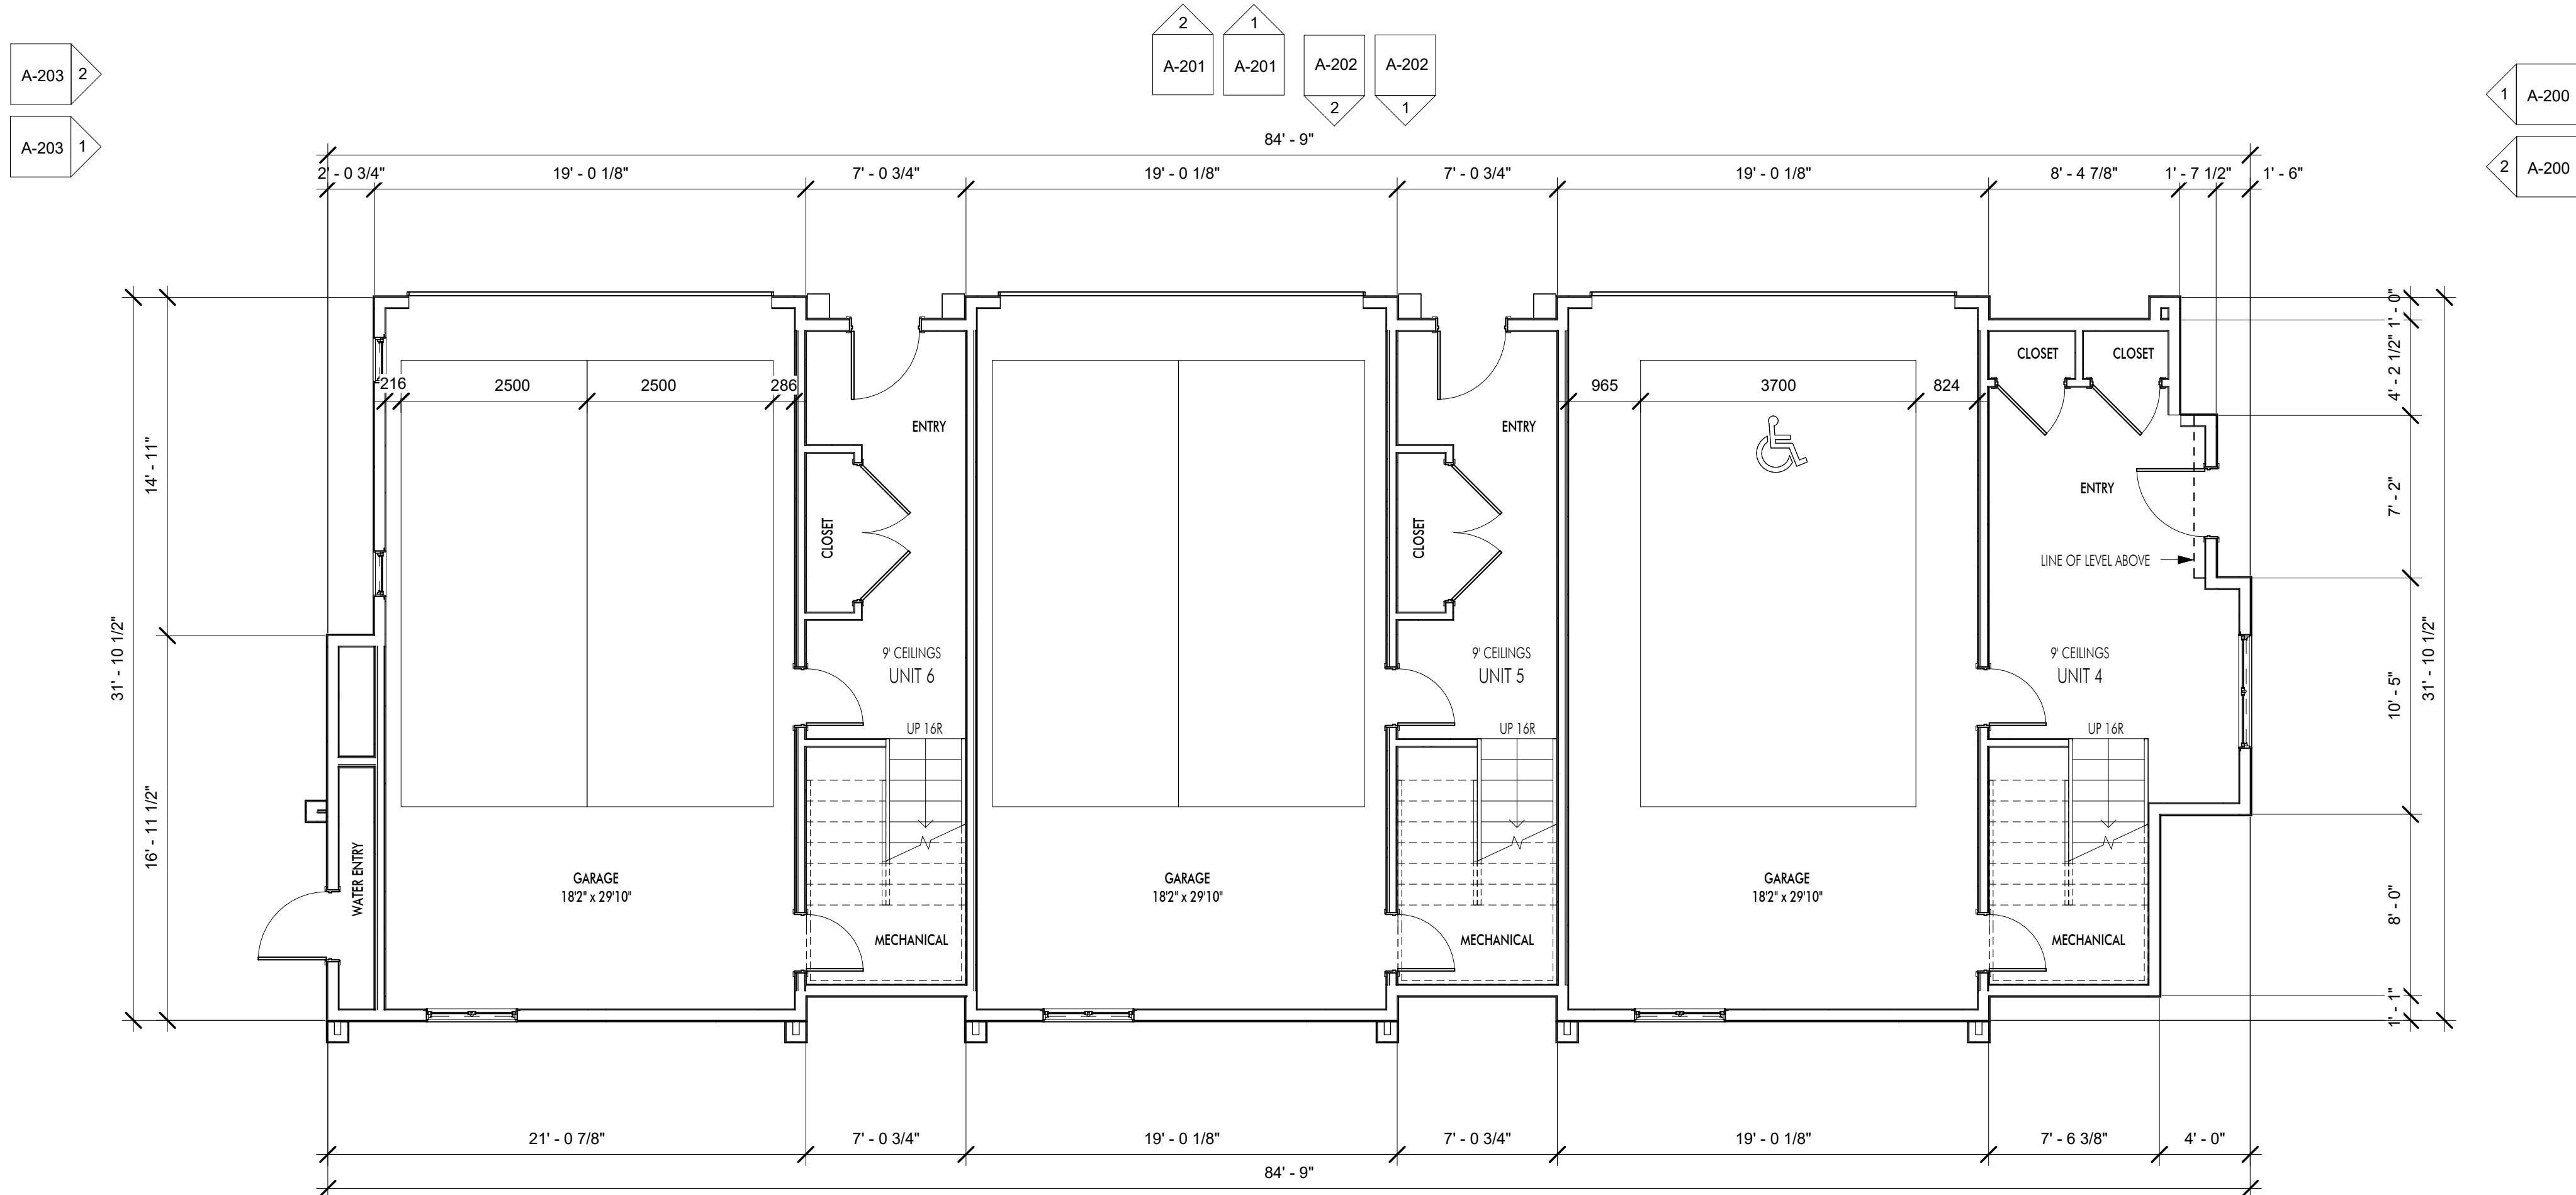 2
1
A-203 2
A-201
A-201
A-202
A-202
1 A-200
2
1
A-203 1
84' - 9"
2 A-200
2' - 0 3/4"
19' - 0 1/8"
7' - 0 3/4"
19' - 0 1/8"
7' - 0 3/4"
19' - 0 1/8"
8' - 4 7/8"
1' - 7 1/2"
1' - 6"
1' - 0"
4' - 2 1/2"
CLOSET
CLOSET
216
2500
2500
286
965
3700
824
ENTRY
ENTRY
14' - 11"
ENTRY
7' - 2"
CLOSET
CLOSET
LINE OF LEVEL ABOVE
31' - 10 1/2"
31' - 10 1/2"
9' CEILINGS
UNIT 6
9' CEILINGS
UNIT 5
9' CEILINGS
UNIT 4
10' - 5"
UP 16R
UP 16R
UP 16R
16' - 11 1/2"
WATER ENTRY
GARAGE
18'2" x 29'10"
GARAGE
18'2" x 29'10"
GARAGE
18'2" x 29'10"
8' - 0"
MECHANICAL
MECHANICAL
MECHANICAL
1' - 1"
21' - 0 7/8"
7' - 0 3/4"
19' - 0 1/8"
7' - 0 3/4"
19' - 0 1/8"
7' - 6 3/8"
4' - 0"
84' - 9"